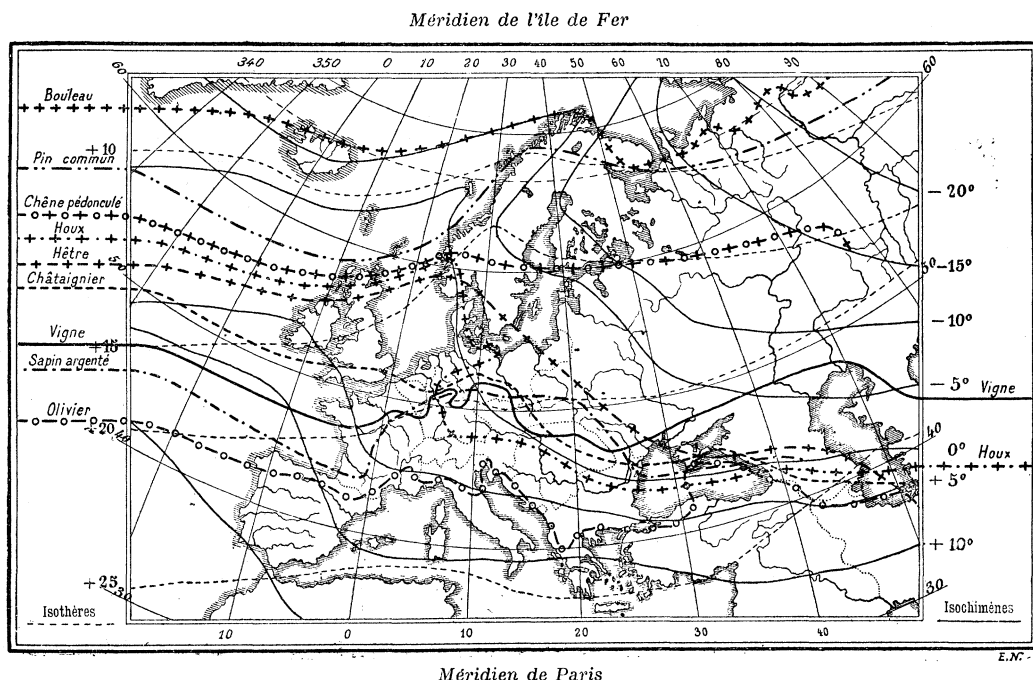 Méridien de l'île de Fer
60 340 350 0 10 20 30 40 50 60 70 80 90 60
Bouleau
+10
Pin commun
Chêne pédonculé
Houx
Hêtre
Châtaignier
Vigne
+15
Sapin argenté
Olivier
+20
40
+25
30
Isothères
-20°
50
-15°
-10°
-5°
Vigne
40
0°
Houx
+5°
+10°
30
Isochimènes
10 0 10 20 30 40
E.N.
Méridien de Paris